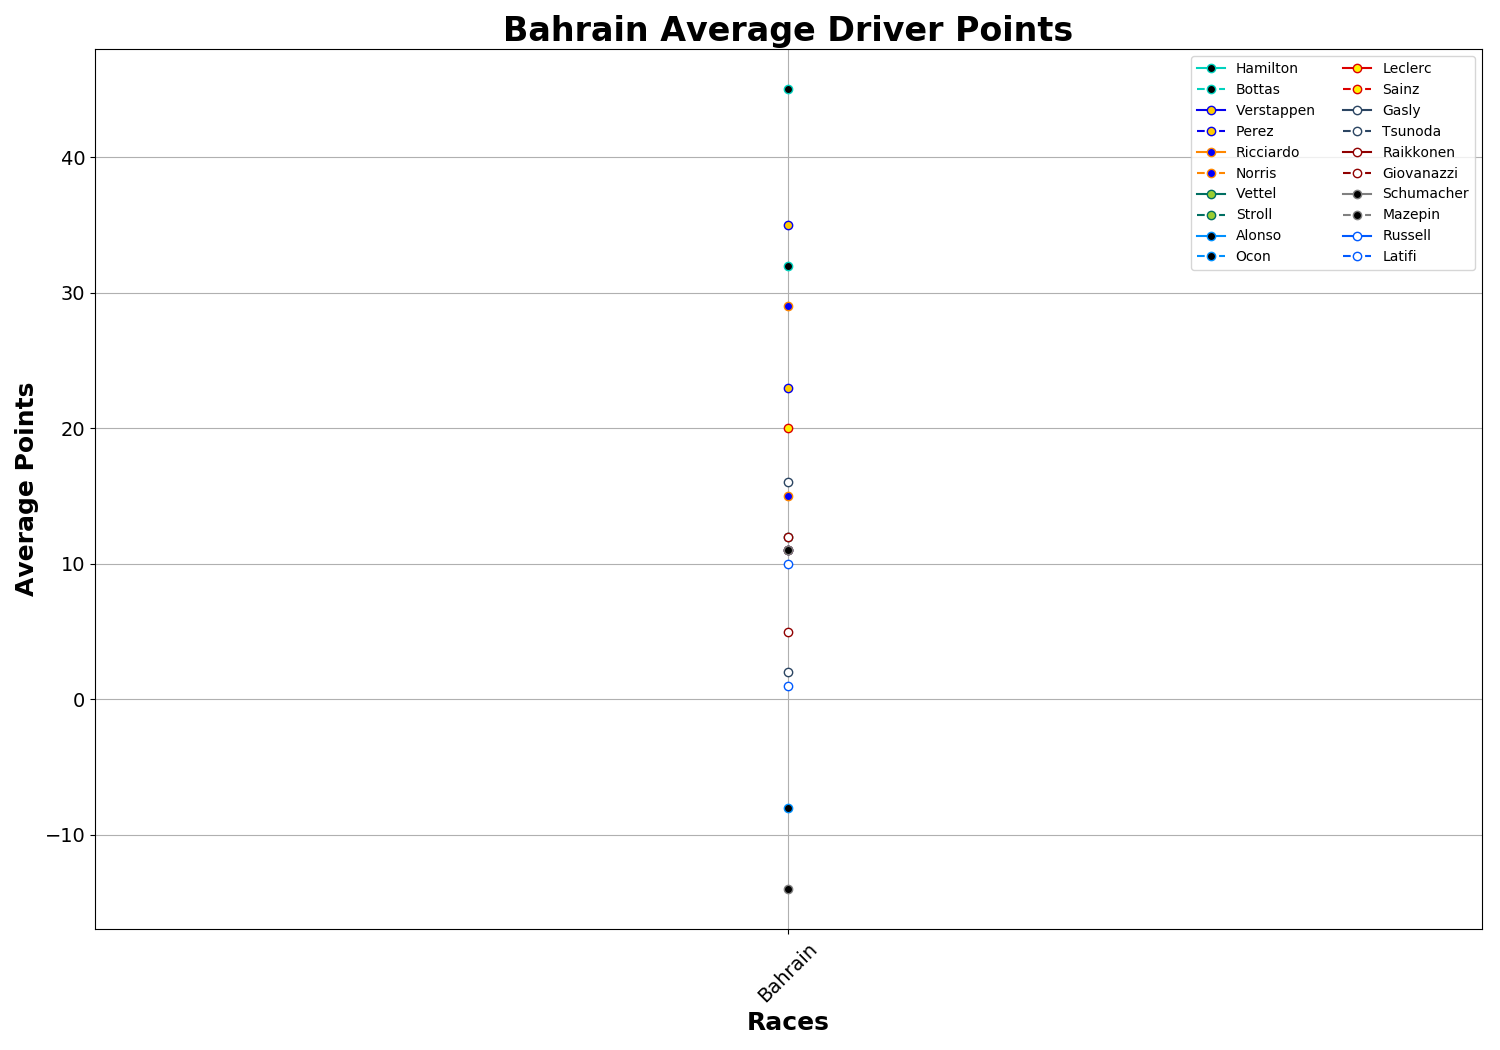 Bahrain Average Driver Points
Hamilton
Bottas
Verstappen
Perez
Ricciardo
Norris
Vettel
Stroll
Alonso
Ocon
Leclerc
Sainz
Gasly
Tsunoda
Raikkonen
Giovanazzi
Schumacher
Mazepin
Russell
Latifi
40
30
20
10
0
−10
Average Points
Bahrain
Races